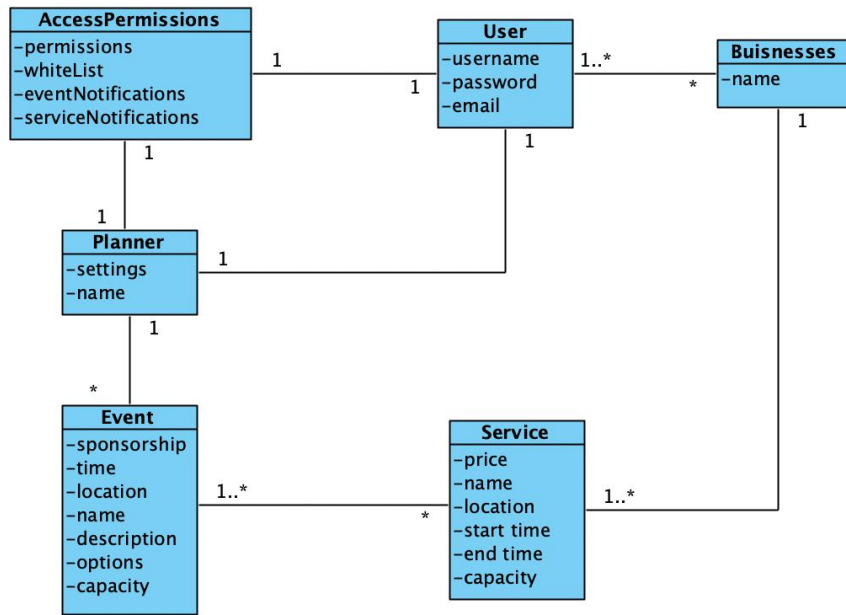 AccessPermissions
-permissions
-whiteList
-eventNotifications
-serviceNotifications
1
1
User
-username
-password
-email
1..*
*
Buisnesses
-name
1
1
1
1
Planner
-settings
-name
1
1
*
Event
-sponsorship
-time
-location
-name
-description
-options
-capacity
1..*
*
Service
-price
-name
-location
-start time
-end time
-capacity
1..*